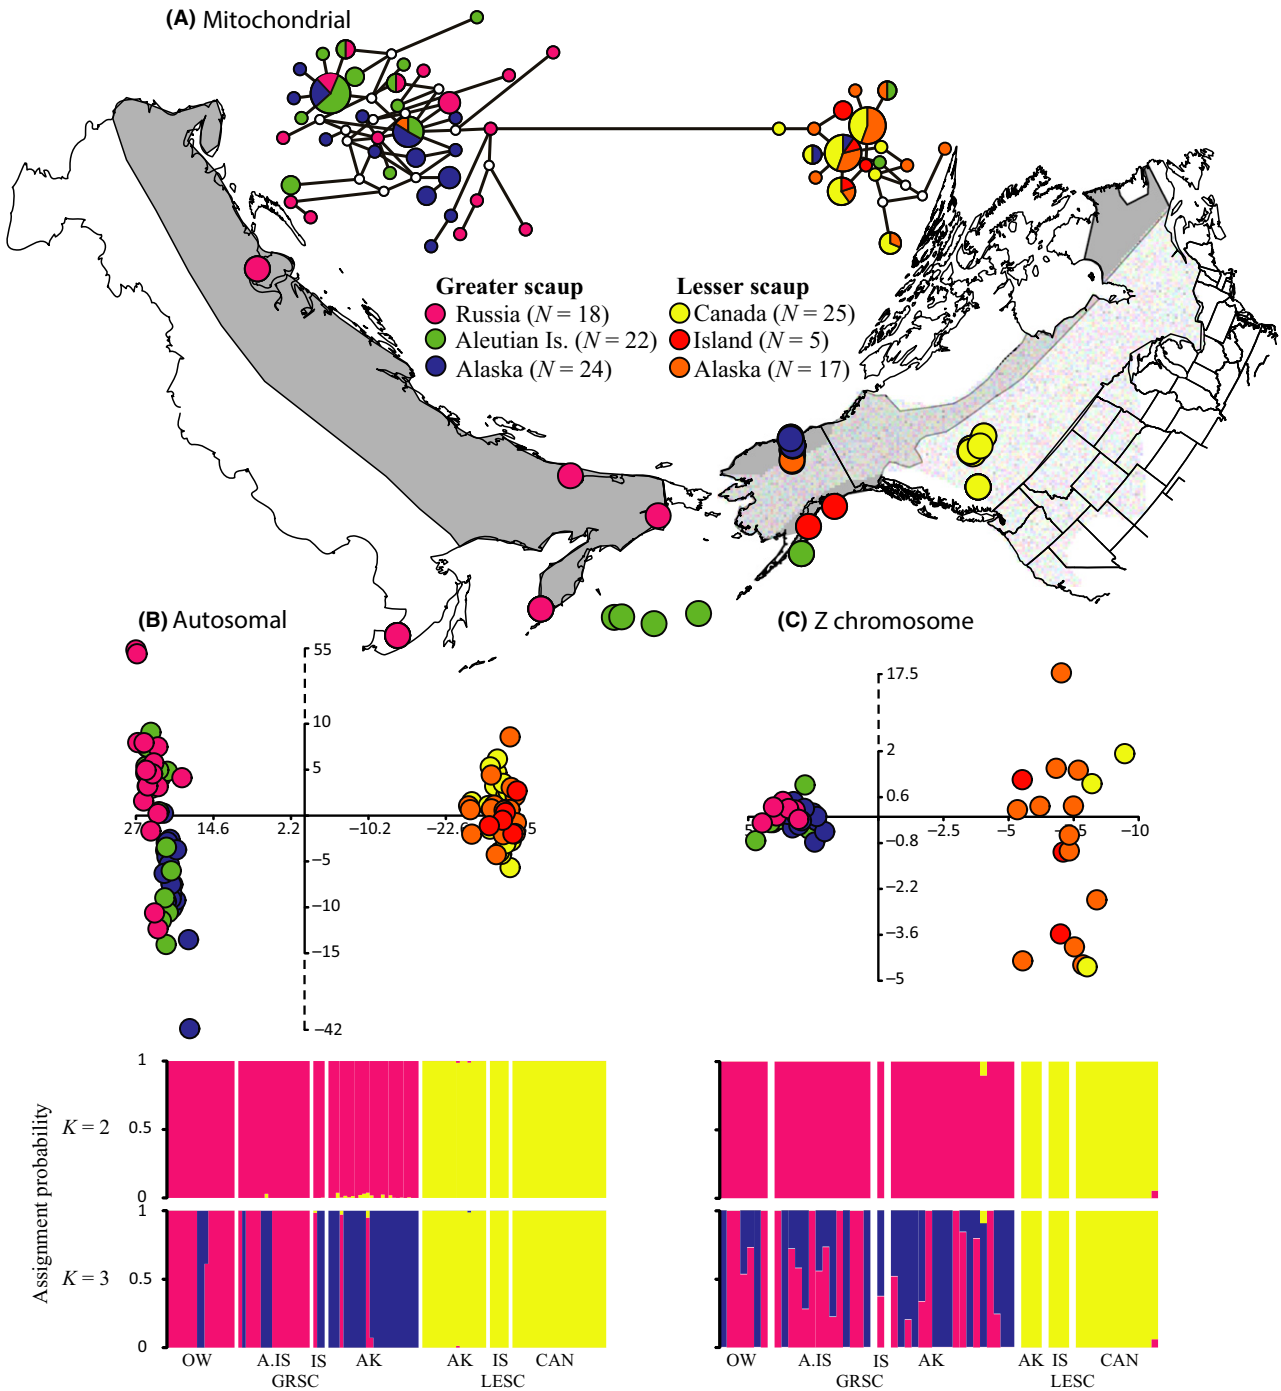 (A) Mitochondrial
Greater scaup
Russia (N = 18)
Aleutian Is. (N = 22)
Alaska (N = 24)
Lesser scaup
Canada (N = 25)
Island (N = 5)
Alaska (N = 17)
(B) Autosomal
55
10
5
27 14.6 2.2 −10.2 −22.6
−5
−10
−15
−42
(C) Z chromosome
17.5
2
0.6
−2.5 −5 −10
−0.8
−2.2
−3.6
−5
Assignment probability
K = 2
1
0.5
0
K = 3
1
0.5
0
OW A.IS IS AK AK IS CAN
GRSC LESC
OW A.IS IS AK AK IS CAN
GRSC LESC